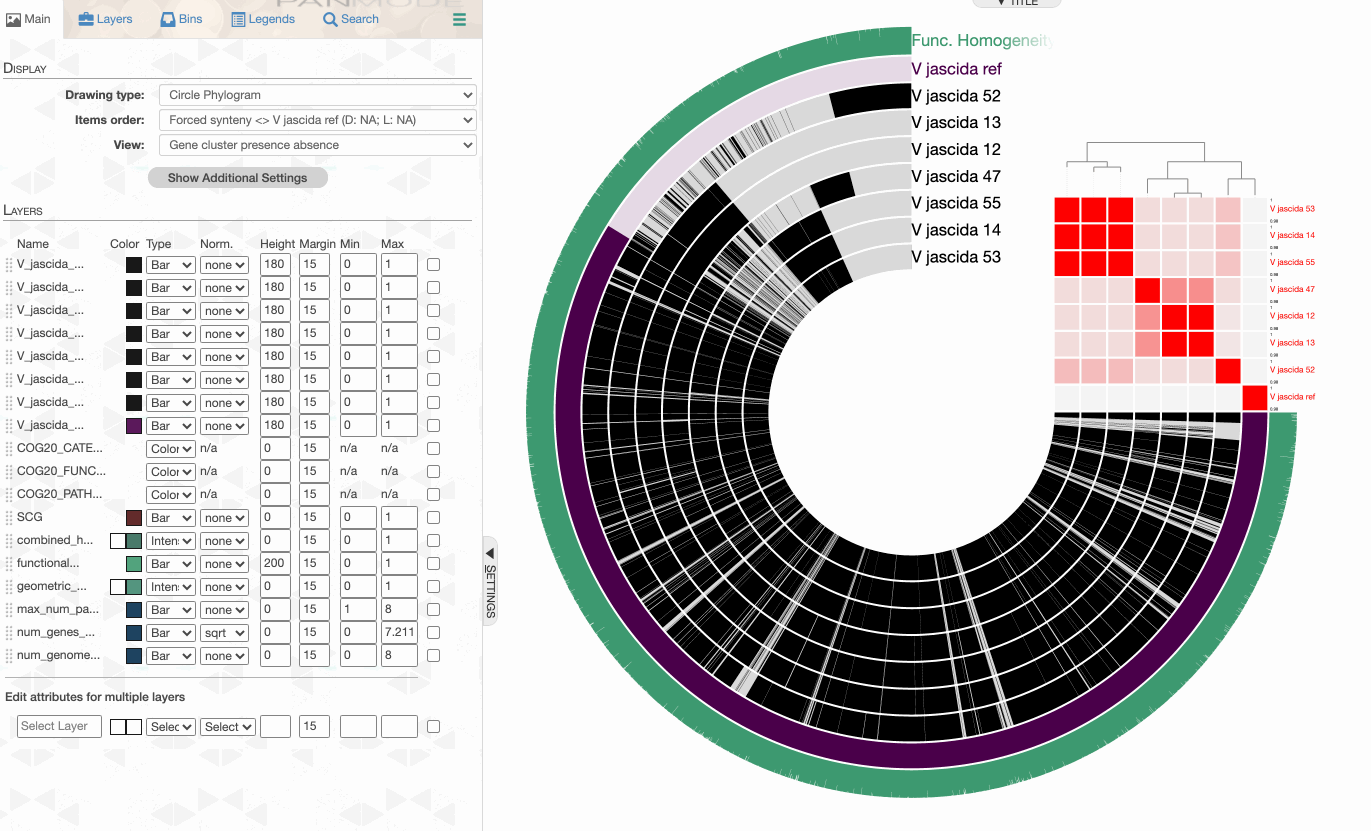 PANMODE
Main Layers Bins Legends Search
DISPLAY
Drawing type: Circle Phylogram
Items order: Forced synteny <> V jascida ref (D: NA; L: NA)
View: Gene cluster presence absence
Show Additional Settings
LAYERS
Name Color Type Norm. Height Margin Min Max
V_jascida_... Bar none 180 15 0 1
V_jascida_... Bar none 180 15 0 1
V_jascida_... Bar none 180 15 0 1
V_jascida_... Bar none 180 15 0 1
V_jascida_... Bar none 180 15 0 1
V_jascida_... Bar none 180 15 0 1
V_jascida_... Bar none 180 15 0 1
V_jascida_... Bar none 180 15 0 1
COG20_CATE... Color n/a 0 15 n/a n/a
COG20_FUNC... Color n/a 0 15 n/a n/a
COG20_PATH... Color n/a 0 15 n/a n/a
SCG Bar none 0 15 0 1
combined_h... Inten none 0 15 0 1
functional... Bar none 200 15 0 1
geometric_... Inten none 0 15 0 1
max_num_pa... Bar none 0 15 1 8
num_genes_... Bar sqrt 0 15 0 7.211
num_genome... Bar none 0 15 0 8
Edit attributes for multiple layers
Select Layer Selec Select 15
◀ SETTINGS
▼ TITLE
Func. Homogeneity
V jascida ref
V jascida 52
V jascida 13
V jascida 12
V jascida 47
V jascida 55
V jascida 14
V jascida 53
V jascida 53
V jascida 14
V jascida 55
V jascida 47
V jascida 12
V jascida 13
V jascida 52
V jascida ref